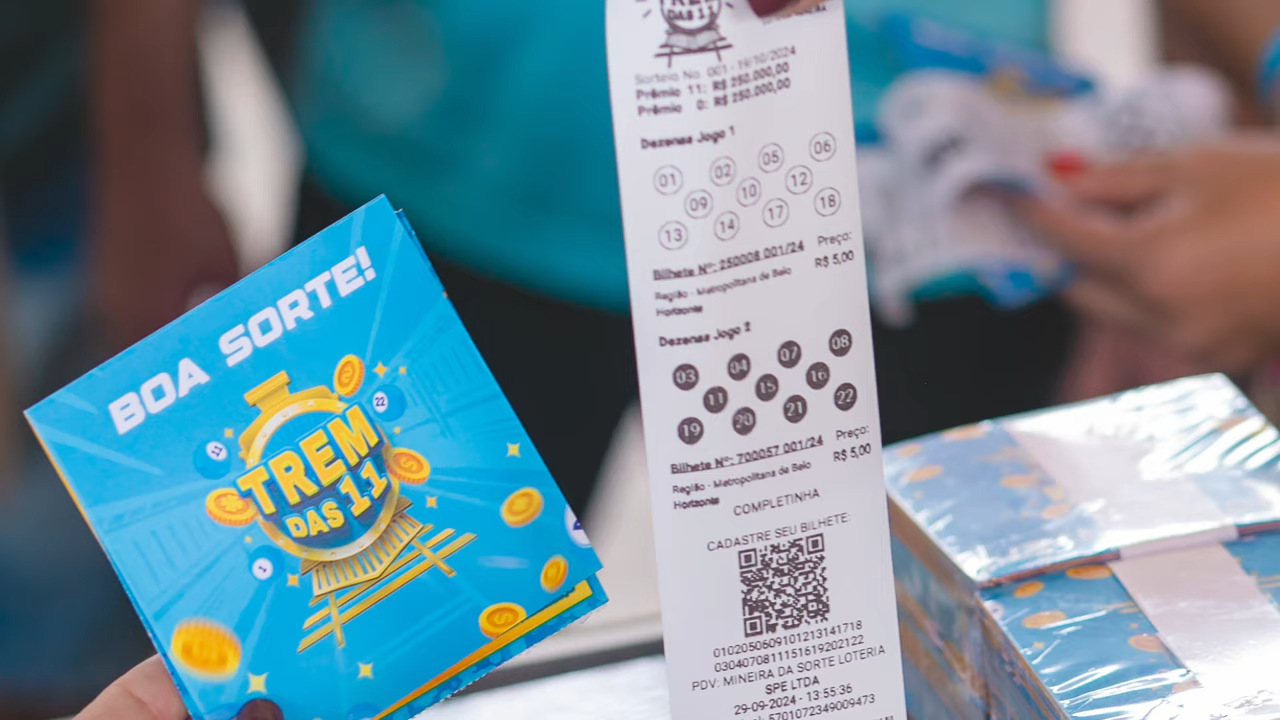 BOA SORTE!
TREM
DAS 11
11
22
1
DAS 11
Sorteio No. 001 - 19/10/2024
Prêmio 11: R$ 250.000,00
Prêmio 0: R$ 250.000,00
Dezenas Jogo 1
01 02 05 06
09 10 12
13 14 17 18
Bilhete Nº: 250008 001/24 Preço:
Região - Metropolitana de Belo R$ 5,00
Horizonte
Dezenas Jogo 2
03 04 07 08
11 15 16
19 20 21 22
Bilhete Nº: 700057 001/24 Preço:
Região - Metropolitana de Belo R$ 5,00
Horizonte
COMPLETINHA
CADASTRE SEU BILHETE:
0102050609101213141718
0304070811151619202122
PDV: MINEIRA DA SORTE LOTERIA
SPE LTDA
29-09-2024 - 13:55:36
5701072349009473